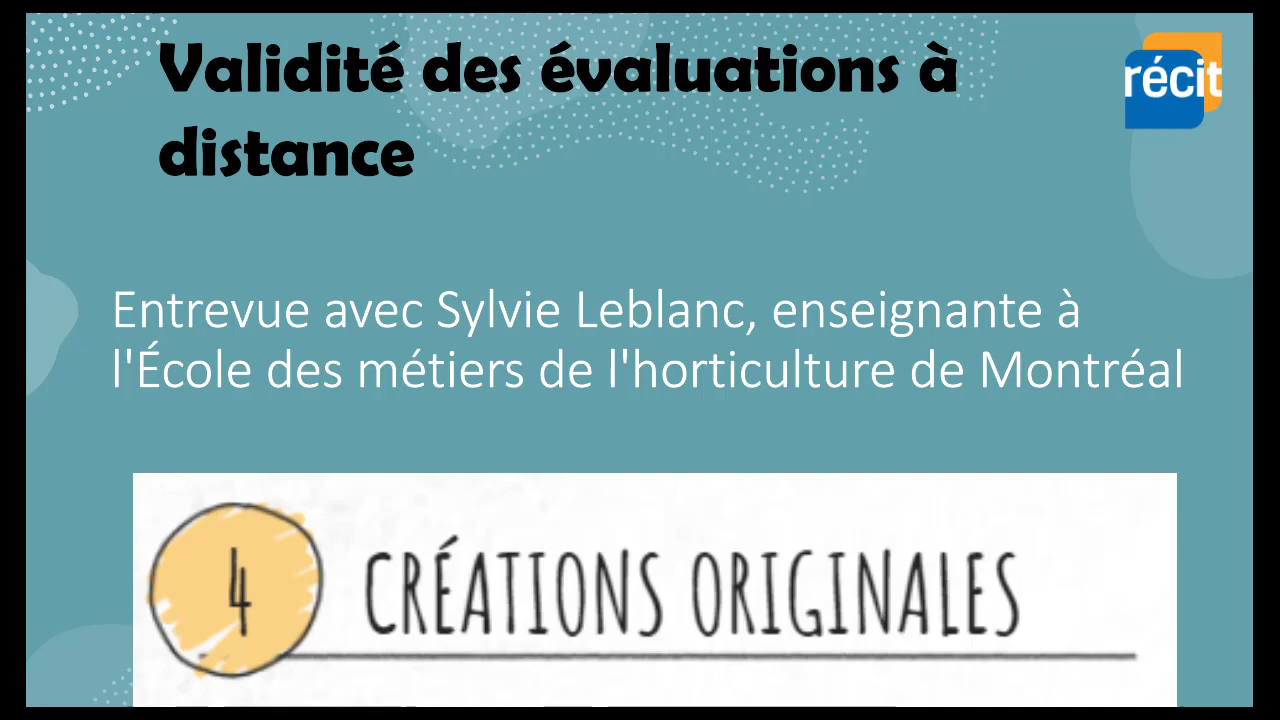 Validité des évaluations à
distance
récit
Entrevue avec Sylvie Leblanc, enseignante à
l'École des métiers de l'horticulture de Montréal
4 CRÉATIONS ORIGINALES